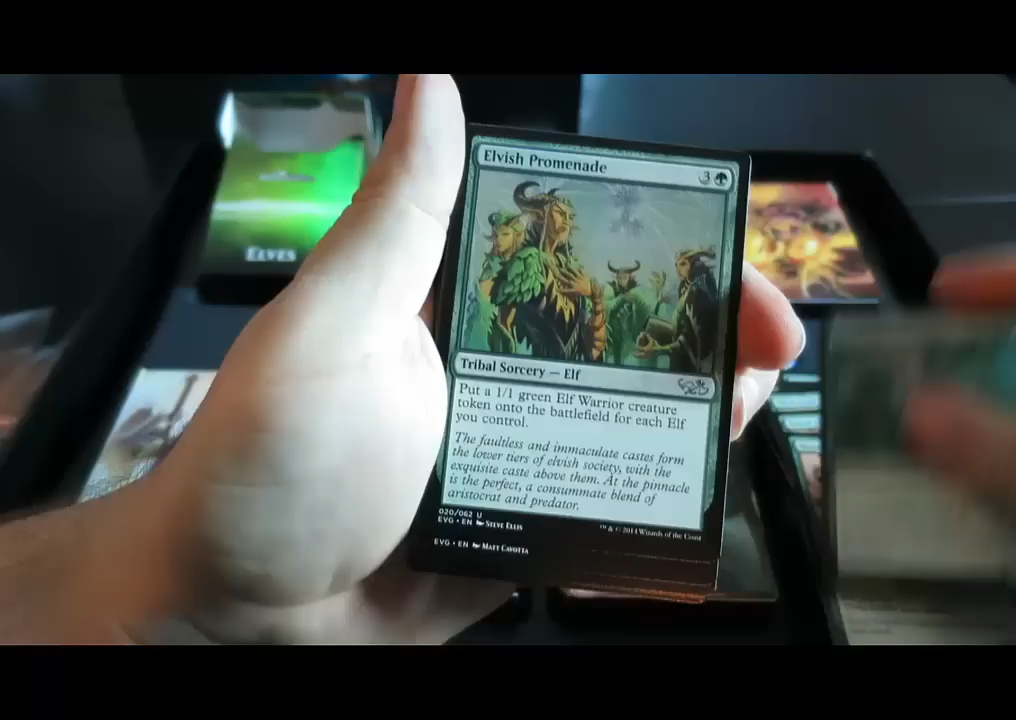 ELVES
Elvish Promenade
3
Tribal Sorcery — Elf
Put a 1/1 green Elf Warrior creature
token onto the battlefield for each Elf
you control.
The faultless and immaculate castes form
the lower tiers of elvish society, with the
exquisite caste above them. At the pinnacle
is the perfect, a consummate blend of
aristocrat and predator.
020/062 U
EVG • EN STEVE ELLIS
™ & © 2014 Wizards of the Coast
EVG • EN MATT CAVOTTA